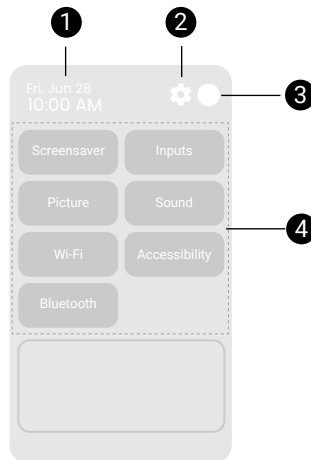 1
2
Fri. Jun 28
10:00 AM
3
Screensaver
Inputs
Picture
Sound
4
Wi-Fi
Accessibility
Bluetooth